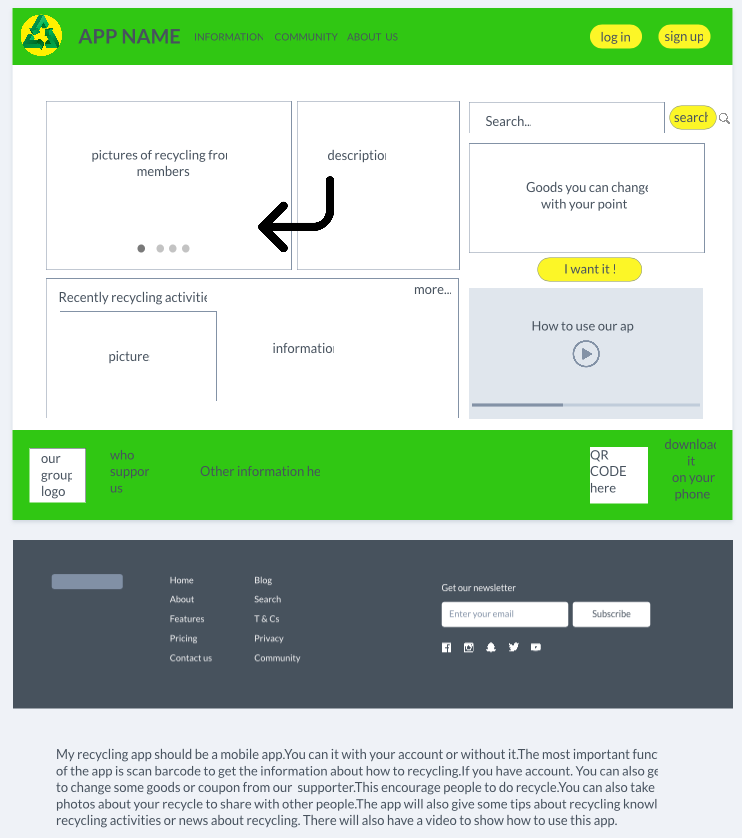 APP NAME INFORMATION COMMUNITY ABOUT US log in sign up
pictures of recycling fro
members
descriptio
Search...
search
Goods you can change
with your point
I want it !
Recently recycling activitie
more...
picture
informatio
How to use our ap
our
group
logo
who
suppor
us
Other information he
QR
CODE
here
download
it
on your
phone
Home
About
Features
Pricing
Contact us
Blog
Search
T & Cs
Privacy
Community
Get our newsletter
Enter your email
Subscribe
My recycling app should be a mobile app.You can it with your account or without it.The most important func
of the app is scan barcode to get the information about how to recycling.If you have account. You can also ge
to change some goods or coupon from our supporter.This encourage people to do recycle.You can also take
photos about your recycle to share with other people.The app will also give some tips about recycling knowl
recycling activities or news about recycling. There will also have a video to show how to use this app.